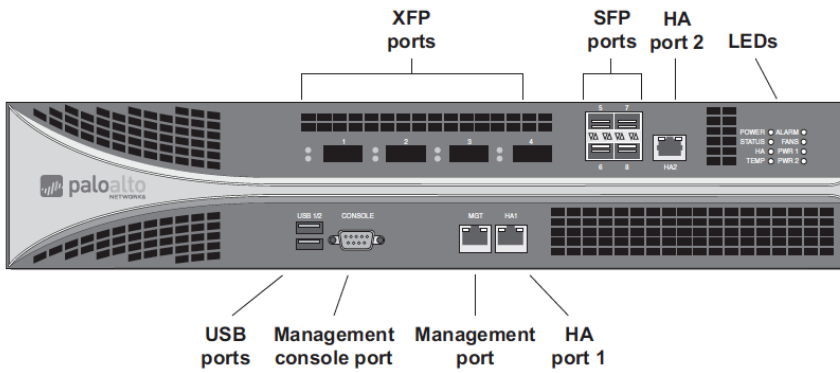 XFP
ports
SFP
ports
HA
port 2
LEDs
5 7
1 2 3 4
6 8
HA2
POWER ALARM
STATUS FANS
HA PWR 1
TEMP PWR 2
paloalto
NETWORKS
USB 1/2 CONSOLE MGT HA1
USB
ports
Management
console port
Management
port
HA
port 1